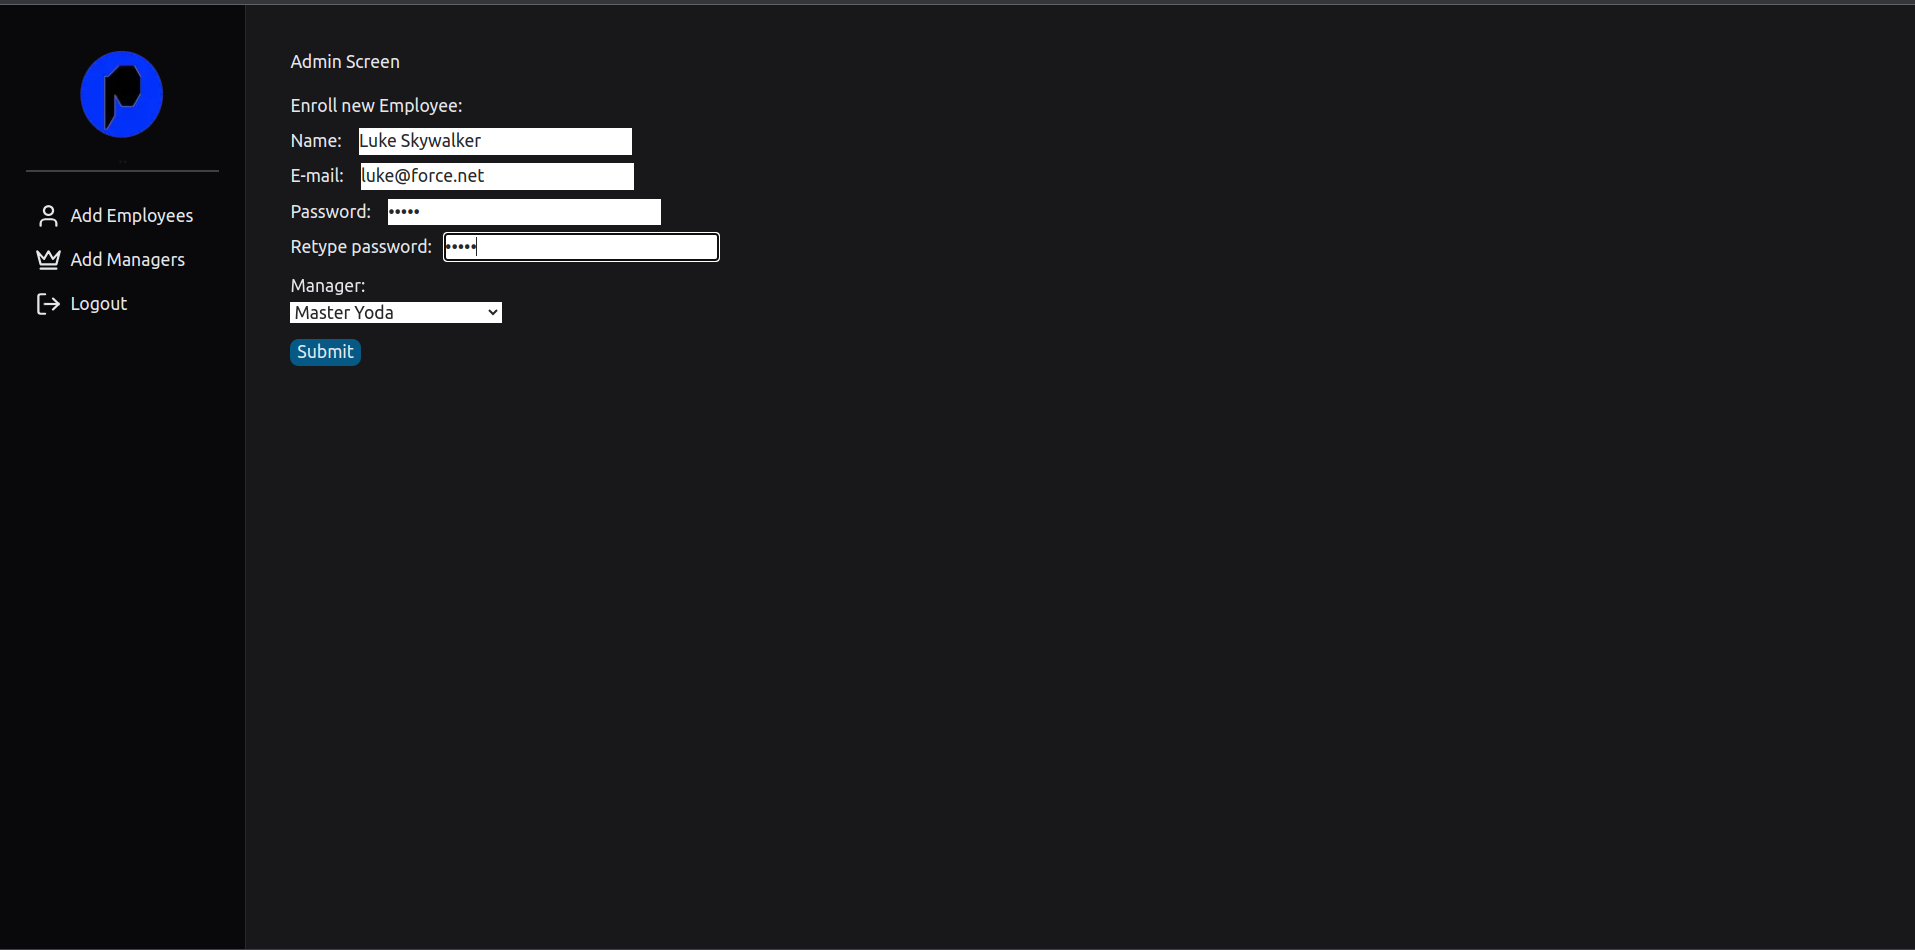 Add Employees
Add Managers
Logout
Admin Screen
Enroll new Employee:
Name: Luke Skywalker
E-mail: luke@force.net
Password: •••••
Retype password: •••••
Manager:
Master Yoda
Submit